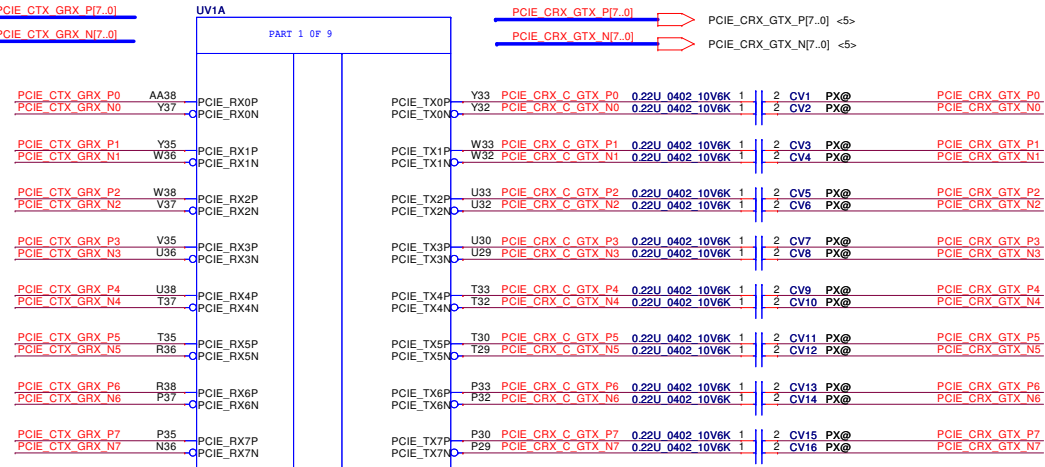 PCIE_CTX_GRX_P[7..0] UV1A PCIE_CRX_GTX_P[7..0] PCIE_CRX_GTX_P[7..0] <5>
PCIE_CTX_GRX_N[7..0] PART 1 0F 9 PCIE_CRX_GTX_N[7..0] PCIE_CRX_GTX_N[7..0] <5>
PCIE_CTX_GRX_P0 AA38 PCIE_RX0P PCIE_TX0P Y33 PCIE_CRX_C_GTX_P0 0.22U_0402_10V6K 1 2 CV1 PX@ PCIE_CRX_GTX_P0
PCIE_CTX_GRX_N0 Y37 PCIE_RX0N PCIE_TX0N Y32 PCIE_CRX_C_GTX_N0 0.22U_0402_10V6K 1 2 CV2 PX@ PCIE_CRX_GTX_N0
PCIE_CTX_GRX_P1 Y35 PCIE_RX1P PCIE_TX1P W33 PCIE_CRX_C_GTX_P1 0.22U_0402_10V6K 1 2 CV3 PX@ PCIE_CRX_GTX_P1
PCIE_CTX_GRX_N1 W36 PCIE_RX1N PCIE_TX1N W32 PCIE_CRX_C_GTX_N1 0.22U_0402_10V6K 1 2 CV4 PX@ PCIE_CRX_GTX_N1
PCIE_CTX_GRX_P2 W38 PCIE_RX2P PCIE_TX2P U33 PCIE_CRX_C_GTX_P2 0.22U_0402_10V6K 1 2 CV5 PX@ PCIE_CRX_GTX_P2
PCIE_CTX_GRX_N2 V37 PCIE_RX2N PCIE_TX2N U32 PCIE_CRX_C_GTX_N2 0.22U_0402_10V6K 1 2 CV6 PX@ PCIE_CRX_GTX_N2
PCIE_CTX_GRX_P3 V35 PCIE_RX3P PCIE_TX3P U30 PCIE_CRX_C_GTX_P3 0.22U_0402_10V6K 1 2 CV7 PX@ PCIE_CRX_GTX_P3
PCIE_CTX_GRX_N3 U36 PCIE_RX3N PCIE_TX3N U29 PCIE_CRX_C_GTX_N3 0.22U_0402_10V6K 1 2 CV8 PX@ PCIE_CRX_GTX_N3
PCIE_CTX_GRX_P4 U38 PCIE_RX4P PCIE_TX4P T33 PCIE_CRX_C_GTX_P4 0.22U_0402_10V6K 1 2 CV9 PX@ PCIE_CRX_GTX_P4
PCIE_CTX_GRX_N4 T37 PCIE_RX4N PCIE_TX4N T32 PCIE_CRX_C_GTX_N4 0.22U_0402_10V6K 1 2 CV10 PX@ PCIE_CRX_GTX_N4
PCIE_CTX_GRX_P5 T35 PCIE_RX5P PCIE_TX5P T30 PCIE_CRX_C_GTX_P5 0.22U_0402_10V6K 1 2 CV11 PX@ PCIE_CRX_GTX_P5
PCIE_CTX_GRX_N5 R36 PCIE_RX5N PCIE_TX5N T29 PCIE_CRX_C_GTX_N5 0.22U_0402_10V6K 1 2 CV12 PX@ PCIE_CRX_GTX_N5
PCIE_CTX_GRX_P6 R38 PCIE_RX6P PCIE_TX6P P33 PCIE_CRX_C_GTX_P6 0.22U_0402_10V6K 1 2 CV13 PX@ PCIE_CRX_GTX_P6
PCIE_CTX_GRX_N6 P37 PCIE_RX6N PCIE_TX6N P32 PCIE_CRX_C_GTX_N6 0.22U_0402_10V6K 1 2 CV14 PX@ PCIE_CRX_GTX_N6
PCIE_CTX_GRX_P7 P35 PCIE_RX7P PCIE_TX7P P30 PCIE_CRX_C_GTX_P7 0.22U_0402_10V6K 1 2 CV15 PX@ PCIE_CRX_GTX_P7
PCIE_CTX_GRX_N7 N36 PCIE_RX7N PCIE_TX7N P29 PCIE_CRX_C_GTX_N7 0.22U_0402_10V6K 1 2 CV16 PX@ PCIE_CRX_GTX_N7